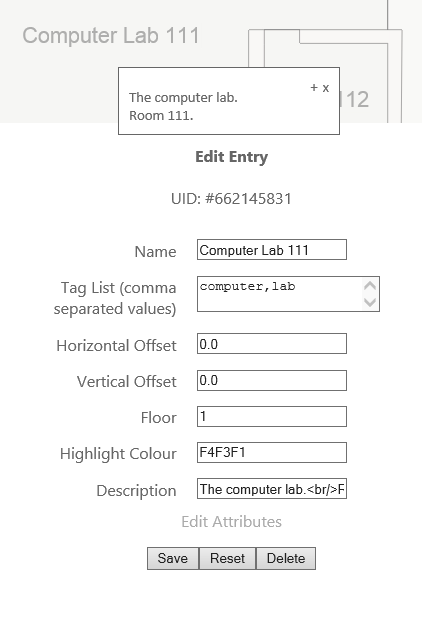 Computer Lab 111
+ x
The computer lab.
Room 111.
112
Edit Entry
UID: #662145831
Name
Computer Lab 111
Tag List (comma
separated values)
computer,lab
Horizontal Offset
0.0
Vertical Offset
0.0
Floor
1
Highlight Colour
F4F3F1
Description
The computer lab.<br/>F
Edit Attributes
Save
Reset
Delete